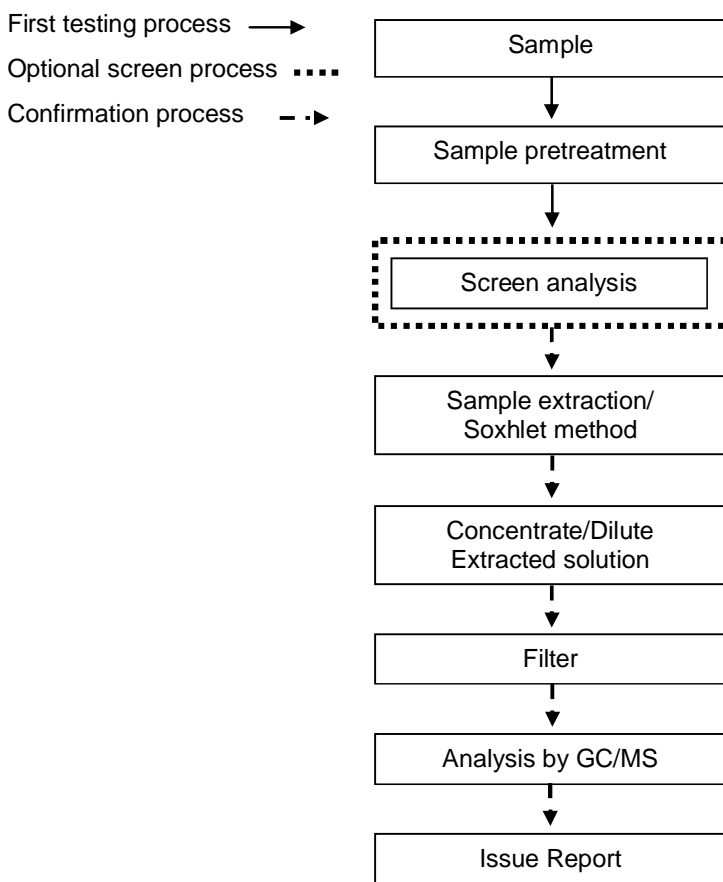 First testing process
Optional screen process
Confirmation process
Sample
Sample pretreatment
Screen analysis
Sample extraction/
Soxhlet method
Concentrate/Dilute
Extracted solution
Filter
Analysis by GC/MS
Issue Report